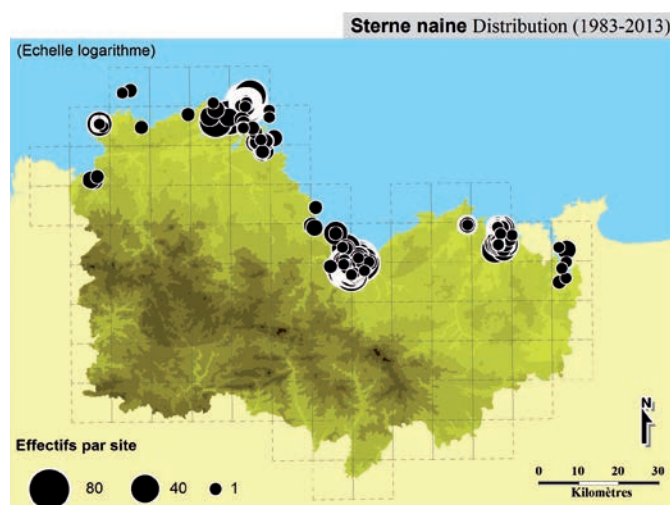 Sterne naine Distribution (1983-2013)
(Echelle logarithme)
N
Effectifs par site
80 40 1
0 10 20 30
Kilomètres